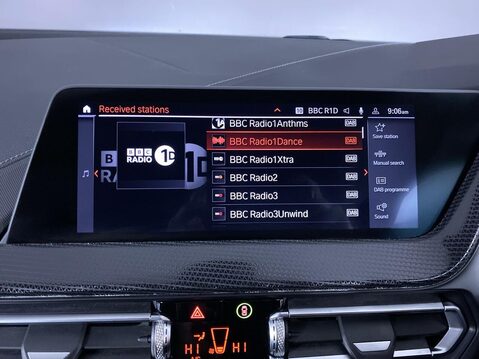 Received stations
BBC R1D
9:06am
BBC Radio1Anthms DAB
BBC Radio1Dance DAB
BBC Radio1Xtra DAB
BBC Radio2 DAB
BBC Radio3 DAB
BBC Radio3Unwind DAB
BBC
RADIO 1D
Save station
Manual search
DAB programme
Sound
HI
HI